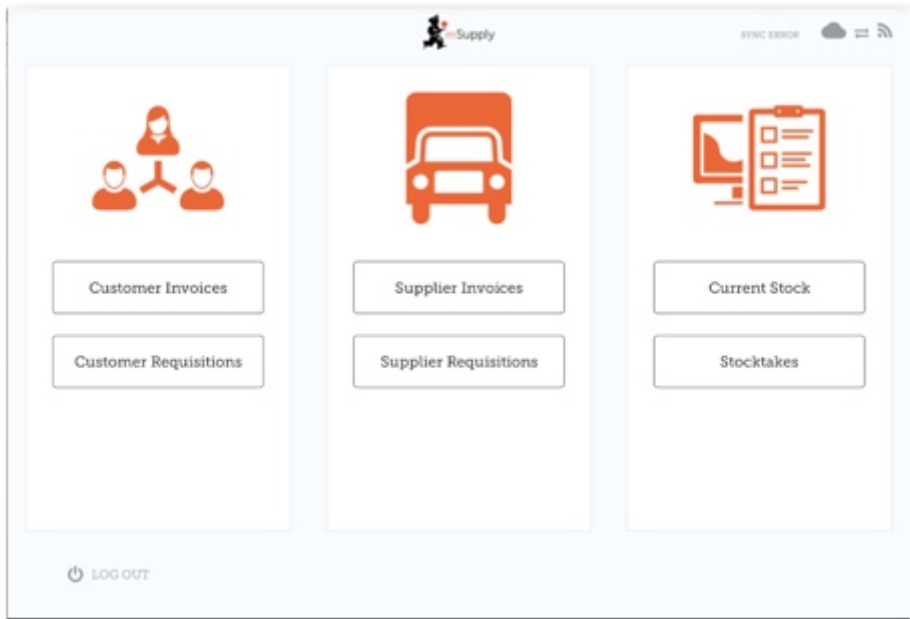 mSupply
SYNC ERROR
Customer Invoices
Customer Requisitions
Supplier Invoices
Supplier Requisitions
Current Stock
Stocktakes
LOG OUT